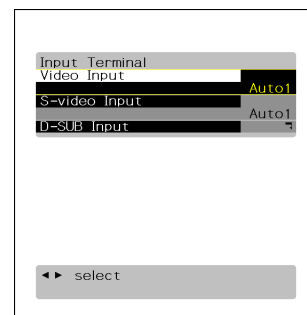 Input Terminal
Video Input
Auto1
S-video Input
Auto1
D-SUB Input
◄► select